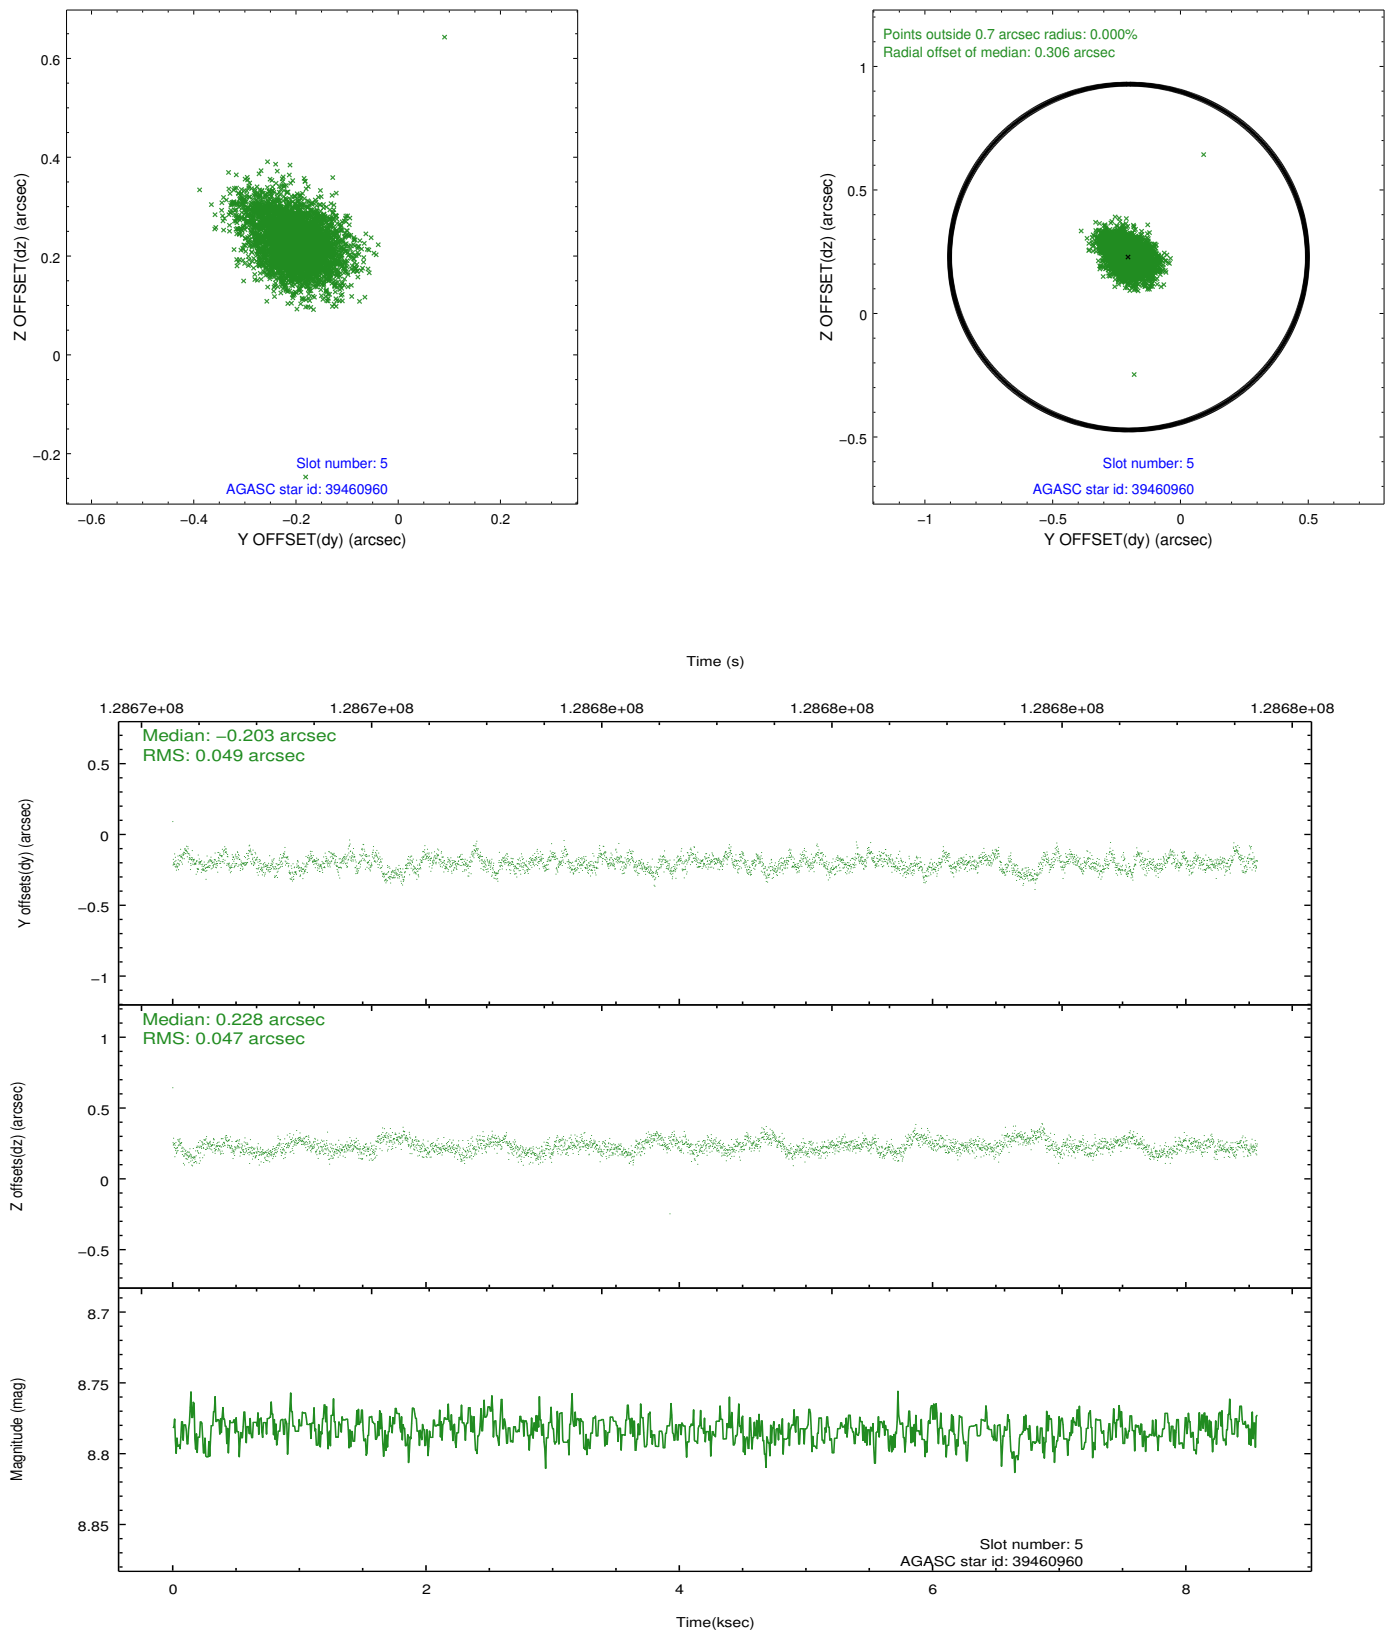 0.6
0.4
0.2
0
−0.2
−0.6
−0.4
−0.2
0
0.2
Z OFFSET(dz) (arcsec)
Y OFFSET(dy) (arcsec)
Slot number: 5
AGASC star id: 39460960
Points outside 0.7 arcsec radius: 0.000%
Radial offset of median: 0.306 arcsec
1
0.5
0
−0.5
−1
−0.5
0
0.5
Z OFFSET(dz) (arcsec)
Y OFFSET(dy) (arcsec)
Slot number: 5
AGASC star id: 39460960
Time (s)
1.2867e+08
1.2867e+08
1.2868e+08
1.2868e+08
1.2868e+08
1.2868e+08
Median: −0.203 arcsec
RMS: 0.049 arcsec
0.5
0
−0.5
−1
Y offsets(dy) (arcsec)
Median: 0.228 arcsec
RMS: 0.047 arcsec
1
0.5
0
−0.5
Z offsets(dz) (arcsec)
8.7
8.75
8.8
8.85
Magnitude (mag)
Slot number: 5
AGASC star id: 39460960
0
2
4
6
8
Time(ksec)